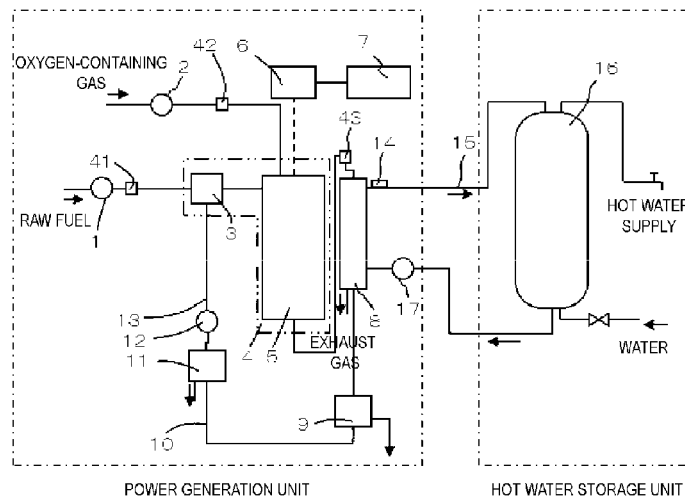 OXYGEN-CONTAINING
GAS
2
42
6
7
43
14
15
16
41
RAW FUEL
1
3
HOT WATER
SUPPLY
17
13
12
4
5
8
EXHAUST
GAS
WATER
11
9
10
POWER GENERATION UNIT
HOT WATER STORAGE UNIT